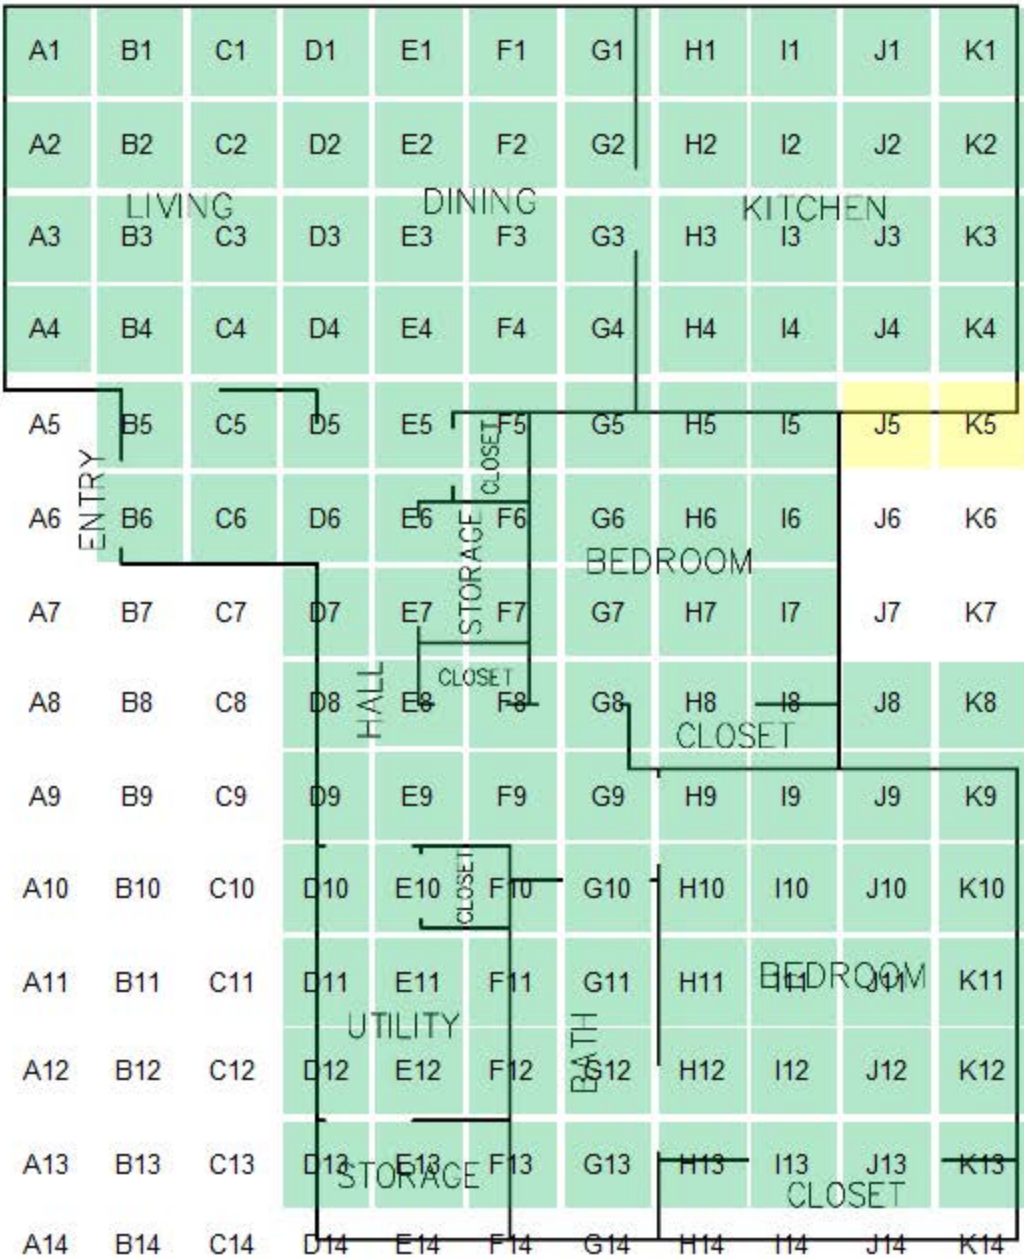 A1 B1 C1 D1 E1 F1 G1 H1 I1 J1 K1
A2 B2 C2 D2 E2 F2 G2 H2 I2 J2 K2
LIVING DINING KITCHEN
A3 B3 C3 D3 E3 F3 G3 H3 I3 J3 K3
A4 B4 C4 D4 E4 F4 G4 H4 I4 J4 K4
A5 B5 C5 D5 E5 F5 G5 H5 I5 J5 K5
CLOSET
ENTRY
A6 B6 C6 D6 E6 F6 G6 H6 I6 J6 K6
STORAGE
BEDROOM
A7 B7 C7 D7 E7 F7 G7 H7 I7 J7 K7
CLOSET
HALL
A8 B8 C8 D8 E8 F8 G8 H8 I8 J8 K8
CLOSET
A9 B9 C9 D9 E9 F9 G9 H9 I9 J9 K9
A10 B10 C10 D10 E10 F10 G10 H10 I10 J10 K10
CLOSET
A11 B11 C11 D11 E11 F11 G11 H11 I11 J11 K11
BEDROOM
UTILITY
BATH
A12 B12 C12 D12 E12 F12 G12 H12 I12 J12 K12
A13 B13 C13 D13 E13 F13 G13 H13 I13 J13 K13
STORAGE
CLOSET
A14 B14 C14 D14 E14 F14 G14 H14 I14 J14 K14